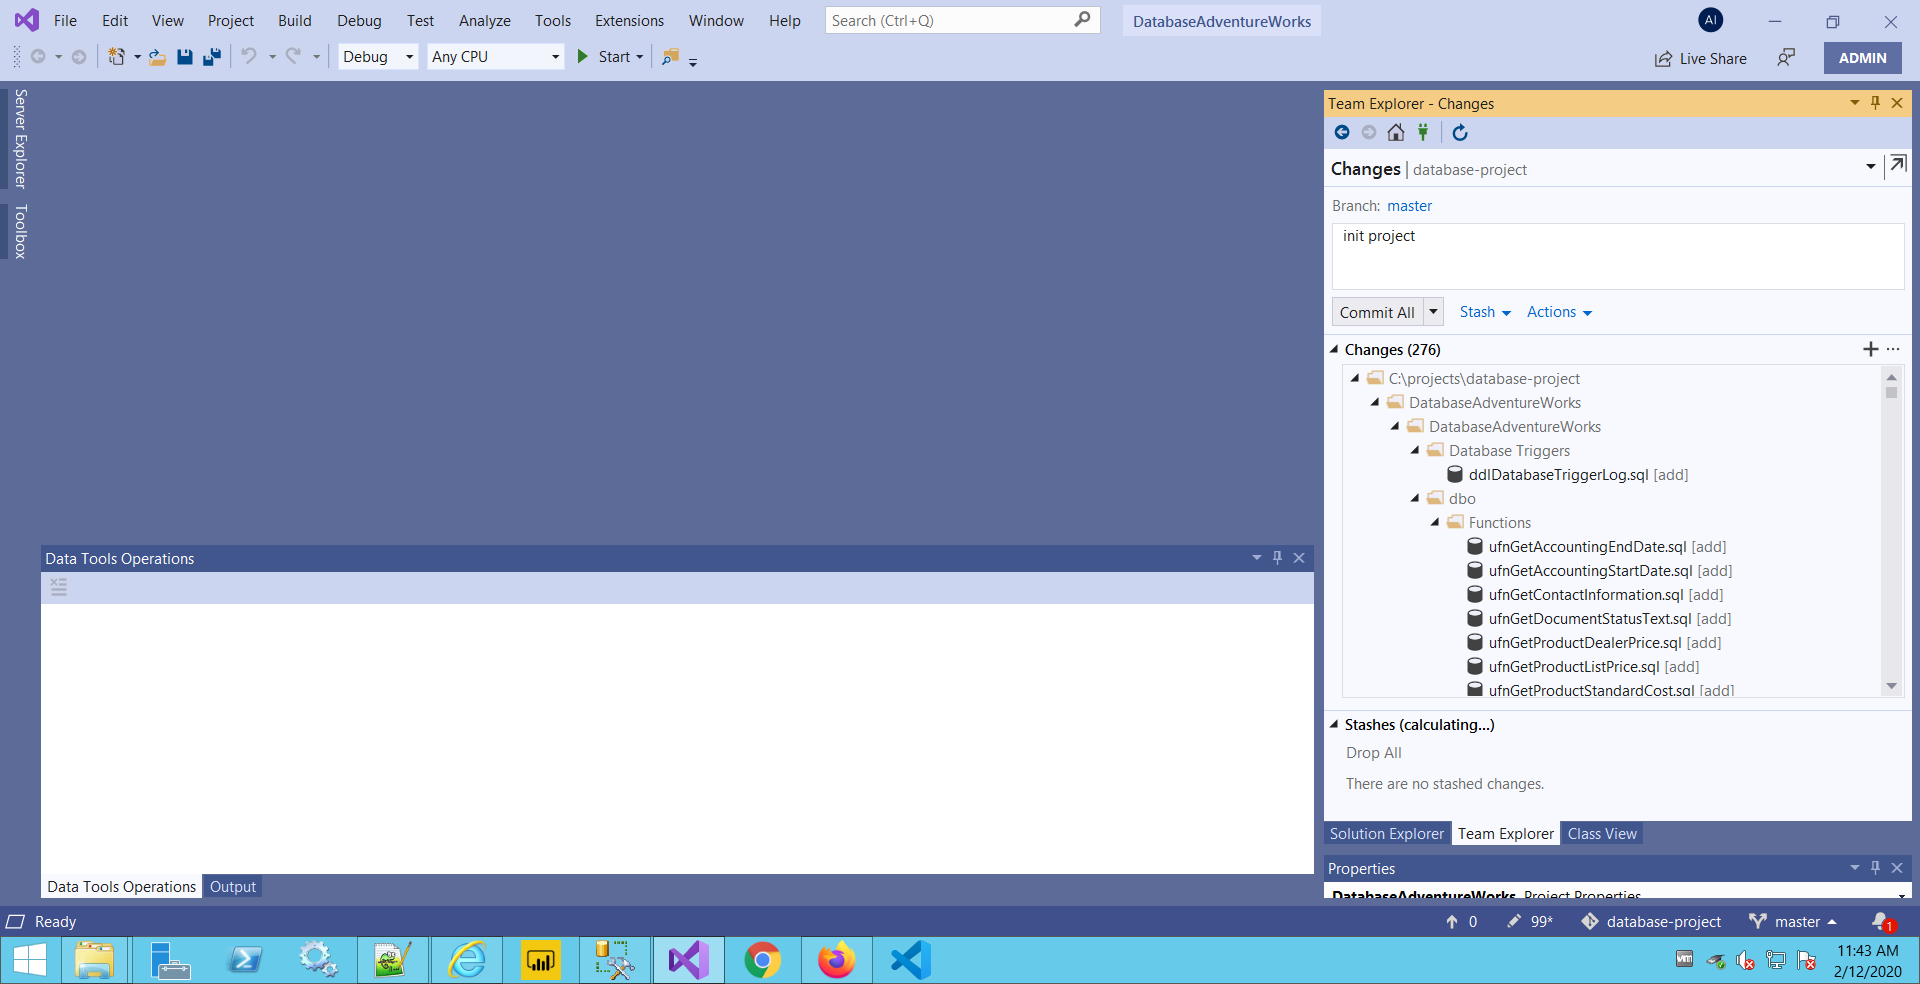 File Edit View Project Build Debug Test Analyze Tools Extensions Window Help Search (Ctrl+Q) DatabaseAdventureWorks AI
Debug Any CPU Start Live Share ADMIN
Server Explorer
Toolbox
Team Explorer - Changes
Changes | database-project
Branch: master
init project
Commit All Stash Actions
Changes (276)
C:\projects\database-project
DatabaseAdventureWorks
DatabaseAdventureWorks
Database Triggers
ddlDatabaseTriggerLog.sql [add]
dbo
Functions
ufnGetAccountingEndDate.sql [add]
ufnGetAccountingStartDate.sql [add]
ufnGetContactInformation.sql [add]
ufnGetDocumentStatusText.sql [add]
ufnGetProductDealerPrice.sql [add]
ufnGetProductListPrice.sql [add]
ufnGetProductStandardCost.sql [add]
Stashes (calculating...)
Drop All
There are no stashed changes.
Solution Explorer Team Explorer Class View
Properties
DatabaseAdventureWorks Project Properties
Data Tools Operations
Data Tools Operations Output
Ready 0 99* database-project master 1
vm
11:43 AM
2/12/2020